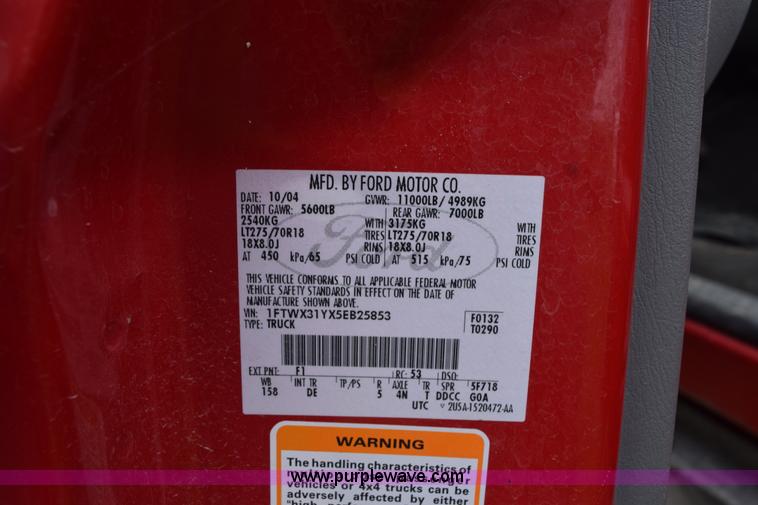 MFD. BY FORD MOTOR CO.
DATE: 10/04 GVWR: 11000LB/ 4989KG
FRONT GAWR: 5600LB REAR GAWR: 7000LB
2540KG WITH 3175KG WITH
LT275/70R18 TIRES LT275/70R18 TIRES
18X8.0J RIMS 18X8.0J RIMS
AT 450 kPa/65 PSI COLD AT 515 kPa/75 PSI COLD
Ford
THIS VEHICLE CONFORMS TO ALL APPLICABLE FEDERAL MOTOR
VEHICLE SAFETY STANDARDS IN EFFECT ON THE DATE OF
MANUFACTURE SHOWN ABOVE.
VIN: 1FTWX31YX5EB25853 F0132
TYPE: TRUCK T0290
EXT PNT: F1 RC: 53 DSO:
WB INT TR TP/PS R AXLE TR SPR 5F718
158 DE 5 4N T DDCC G0A
UTC 2U5A-1520472-AA
WARNING
The handling characteristics of
www.purplewave.com
vehicles or 4x4 trucks can be
adversely affected by either